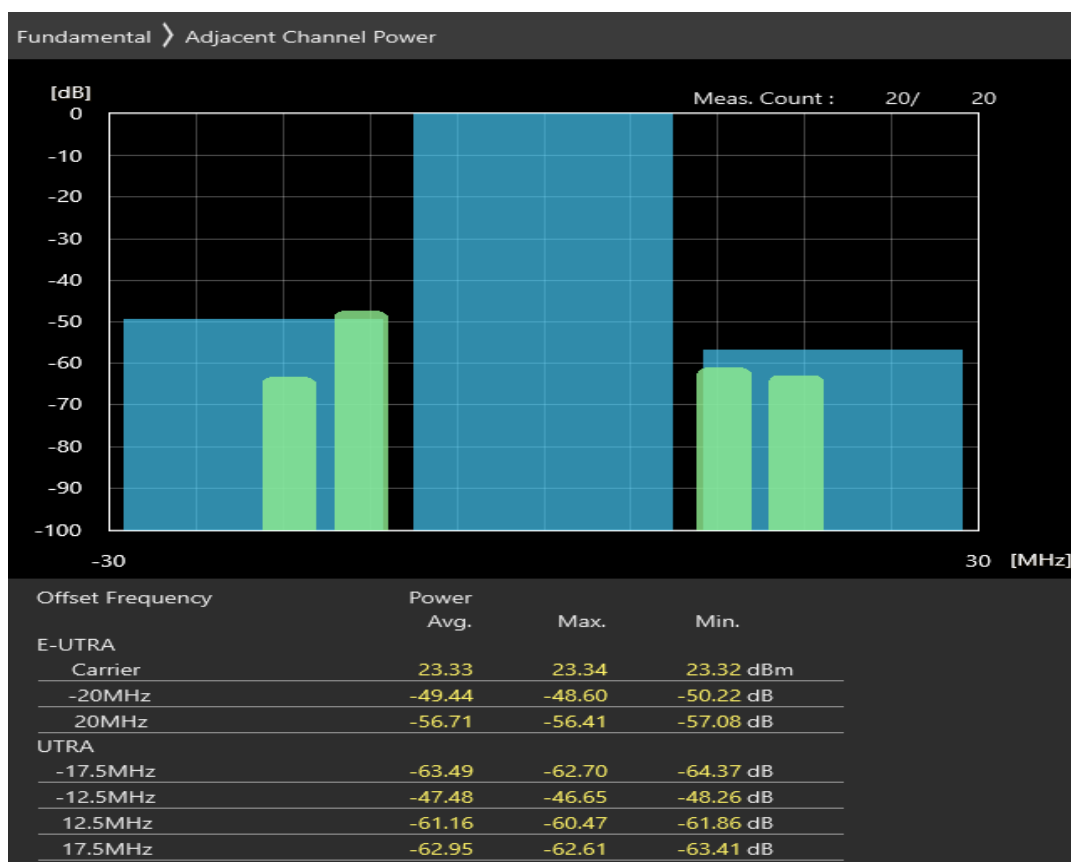 Fundamental 》 Adjacent Channel Power
[dB]
Meas. Count : 20/ 20
0
-10
-20
-30
-40
-50
-60
-70
-80
-90
-100
-30 30 [MHz]
Offset Frequency Power
Avg. Max. Min.
E-UTRA
Carrier 23.33 23.34 23.32 dBm
-20MHz -49.44 -48.60 -50.22 dB
20MHz -56.71 -56.41 -57.08 dB
UTRA
-17.5MHz -63.49 -62.70 -64.37 dB
-12.5MHz -47.48 -46.65 -48.26 dB
12.5MHz -61.16 -60.47 -61.86 dB
17.5MHz -62.95 -62.61 -63.41 dB